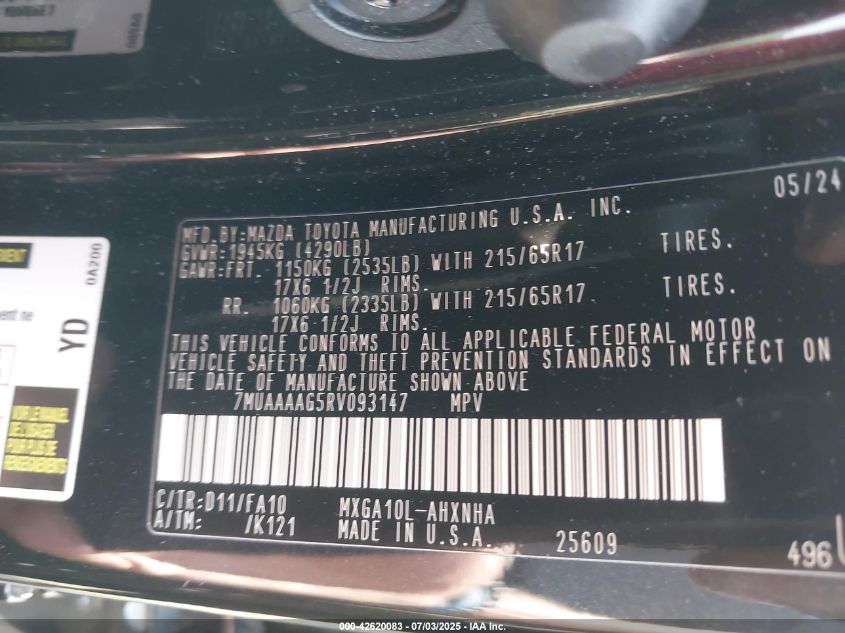 05/24
MFD. BY:MAZDA TOYOTA MANUFACTURING U.S.A. INC.
GVWR:1945KG (4290LB)
GAWR:FRT. 1150KG (2535LB) WITH 215/65R17 TIRES.
17X6 1/2J RIMS.
RR. 1060KG (2335LB) WITH 215/65R17 TIRES.
17X6 1/2J RIMS.
THIS VEHICLE CONFORMS TO ALL APPLICABLE FEDERAL MOTOR
VEHICLE SAFETY AND THEFT PREVENTION STANDARDS IN EFFECT ON
THE DATE OF MANUFACTURE SHOWN ABOVE
7MUAAAAG5RV093147 MPV
C/TR:D11/FA10 MXGA10L-AHXNHA
A/TM: /K121 MADE IN U.S.A. 25609 496
0A200
YD
000-42620083 - 07/03/2025 - IAA Inc.